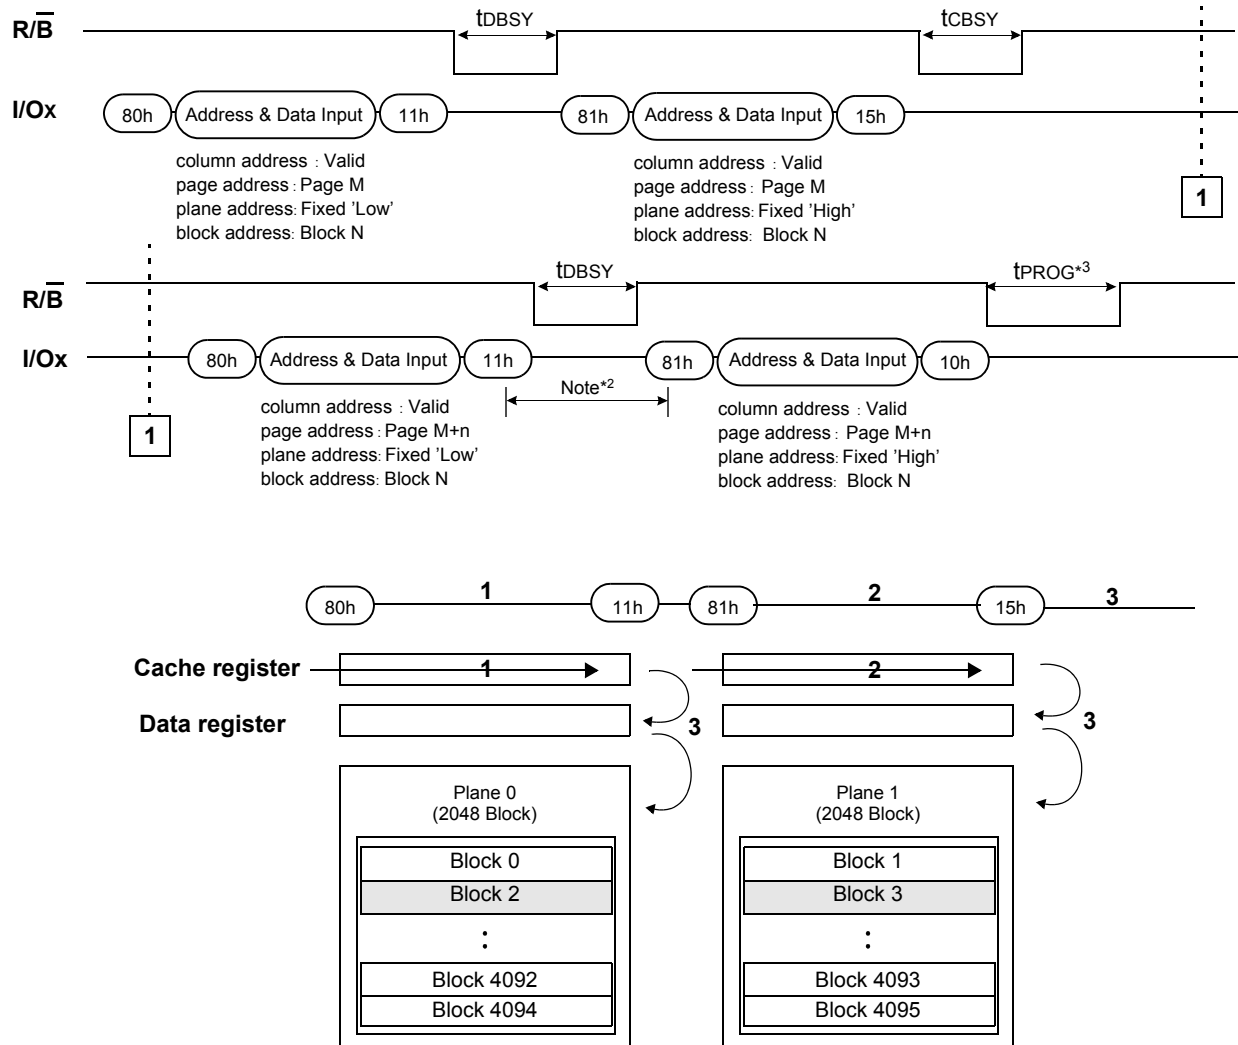 tDBSY tCBSY
R/B
I/Ox 80h Address & Data Input 11h 81h Address & Data Input 15h
column address : Valid
page address : Page M
plane address: Fixed 'Low'
block address: Block N
column address : Valid
page address : Page M
plane address: Fixed 'High'
block address: Block N
1
tDBSY tPROG*3
R/B
I/Ox 80h Address & Data Input 11h 81h Address & Data Input 10h
Note*2
1
column address : Valid
page address : Page M+n
plane address: Fixed 'Low'
block address: Block N
column address : Valid
page address : Page M+n
plane address: Fixed 'High'
block address: Block N
80h 1 11h 81h 2 15h 3
Cache register 1 2
Data register 3 3
Plane 0
(2048 Block)
Block 0
Block 2
:
Block 4092
Block 4094
Plane 1
(2048 Block)
Block 1
Block 3
:
Block 4093
Block 4095